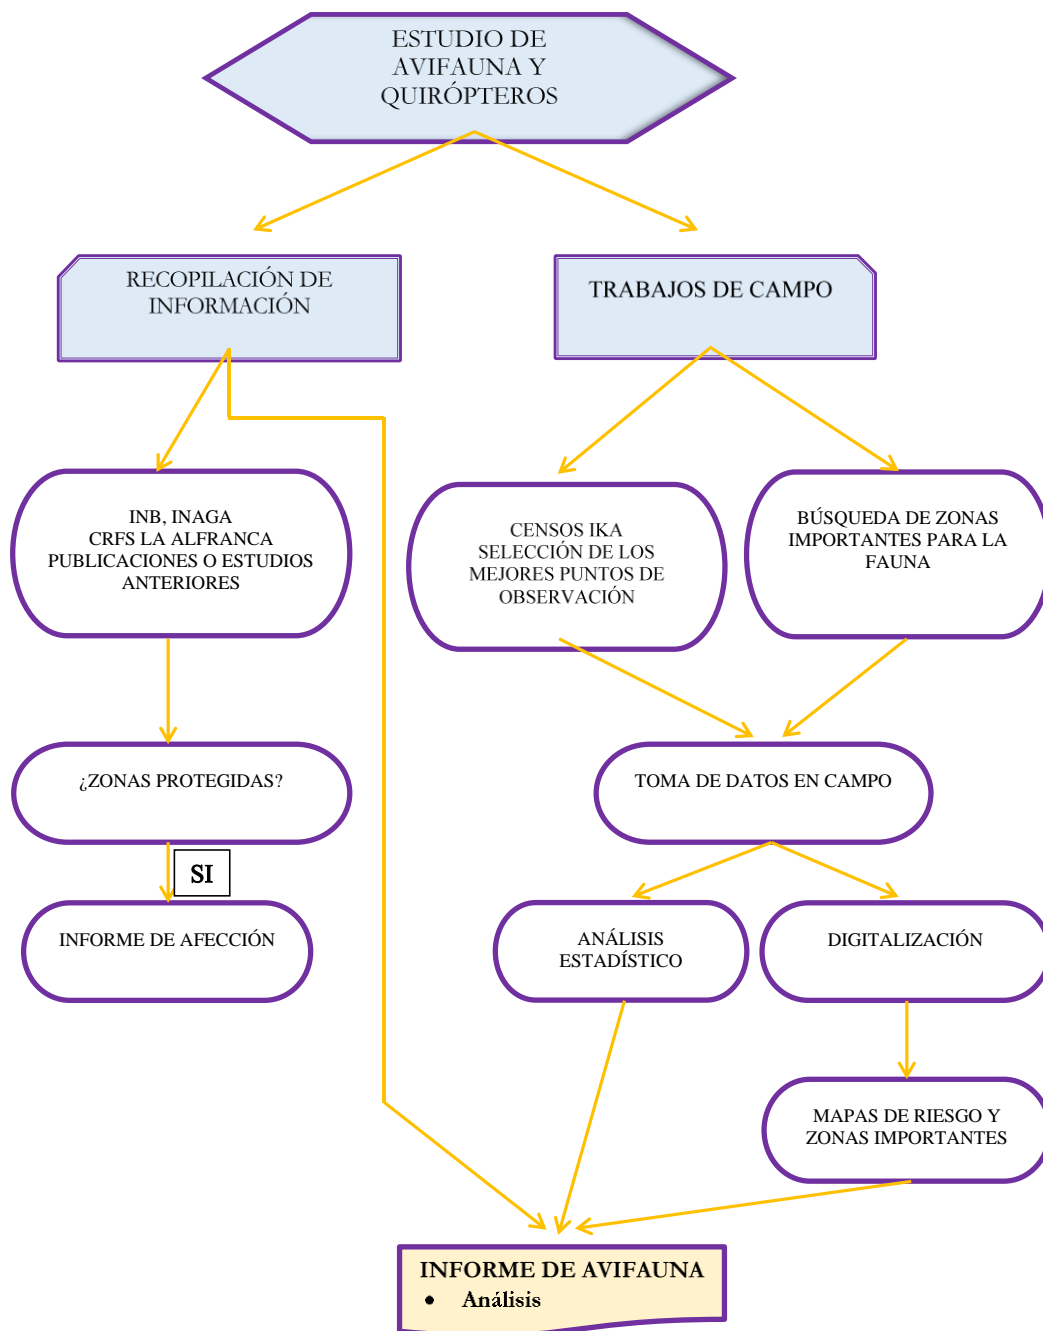 ESTUDIO DE
AVIFAUNA Y
QUIRÓPTEROS
RECOPILACIÓN DE
INFORMACIÓN
TRABAJOS DE CAMPO
INB, INAGA
CRFS LA ALFRANCA
PUBLICACIONES O ESTUDIOS
ANTERIORES
CENSOS IKA
SELECCIÓN DE LOS
MEJORES PUNTOS DE
OBSERVACIÓN
BÚSQUEDA DE ZONAS
IMPORTANTES PARA LA
FAUNA
¿ZONAS PROTEGIDAS?
TOMA DE DATOS EN CAMPO
SI
INFORME DE AFECCIÓN
ANÁLISIS
ESTADÍSTICO
DIGITALIZACIÓN
MAPAS DE RIESGO Y
ZONAS IMPORTANTES
INFORME DE AVIFAUNA
• Análisis